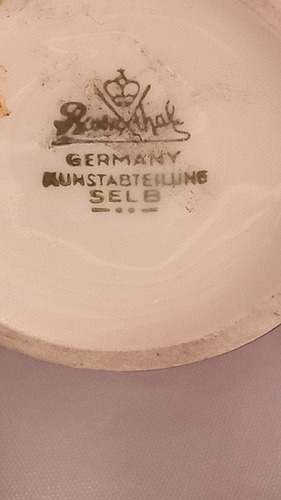 Rosenthal
GERMANY
KUNSTABTEILUNG
SELB